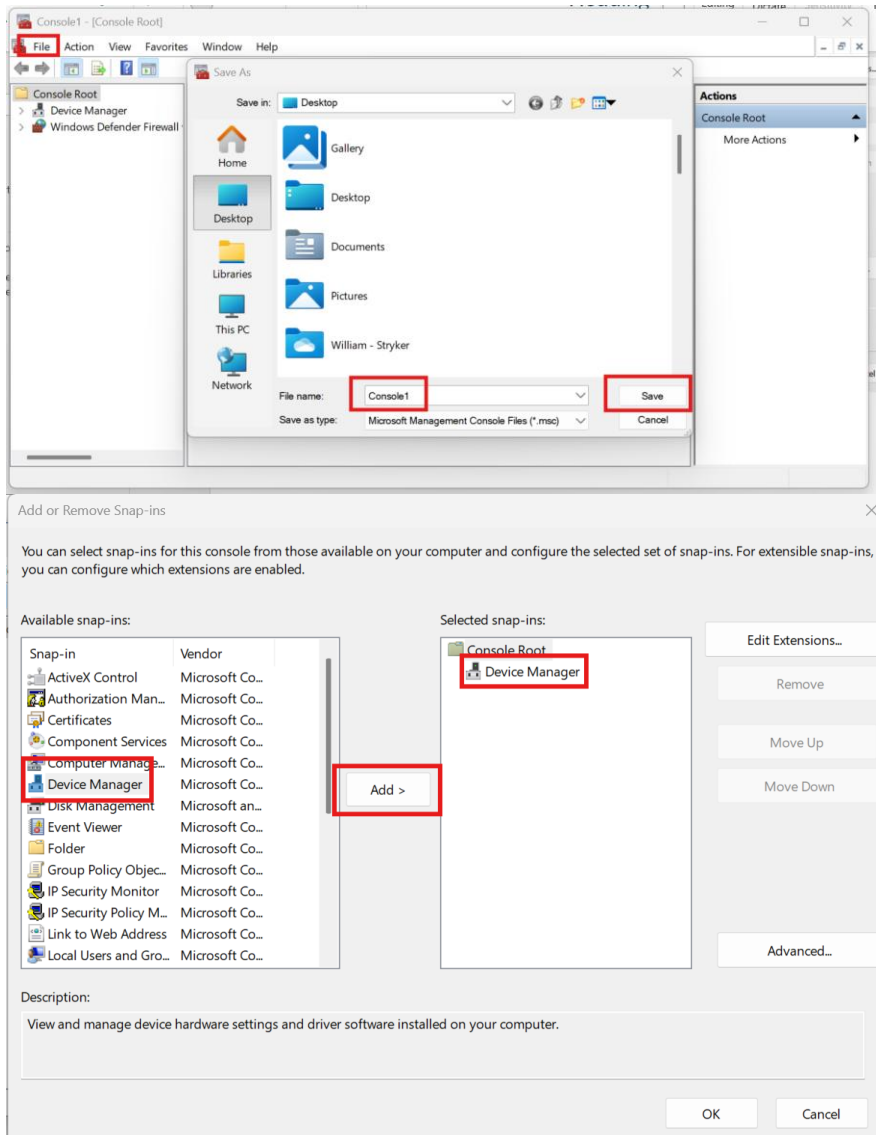 Console1 - [Console Root]
File Action View Favorites Window Help
Console Root
Device Manager
Windows Defender Firewall
Save As
Save in: Desktop
Home
Desktop
Libraries
This PC
Network
Gallery
Desktop
Documents
Pictures
William - Stryker
File name: Console1
Save as type: Microsoft Management Console Files (*.msc)
Save
Cancel
Actions
Console Root
More Actions
Add or Remove Snap-ins
You can select snap-ins for this console from those available on your computer and configure the selected set of snap-ins. For extensible snap-ins,
you can configure which extensions are enabled.
Available snap-ins:
Snap-in Vendor
ActiveX Control Microsoft Co...
Authorization Man... Microsoft Co...
Certificates Microsoft Co...
Component Services Microsoft Co...
Computer Manage... Microsoft Co...
Device Manager Microsoft Co...
Disk Management Microsoft an...
Event Viewer Microsoft Co...
Folder Microsoft Co...
Group Policy Objec... Microsoft Co...
IP Security Monitor Microsoft Co...
IP Security Policy M... Microsoft Co...
Link to Web Address Microsoft Co...
Local Users and Gro... Microsoft Co...
Add >
Selected snap-ins:
Console Root
Device Manager
Edit Extensions...
Remove
Move Up
Move Down
Advanced...
Description:
View and manage device hardware settings and driver software installed on your computer.
OK Cancel